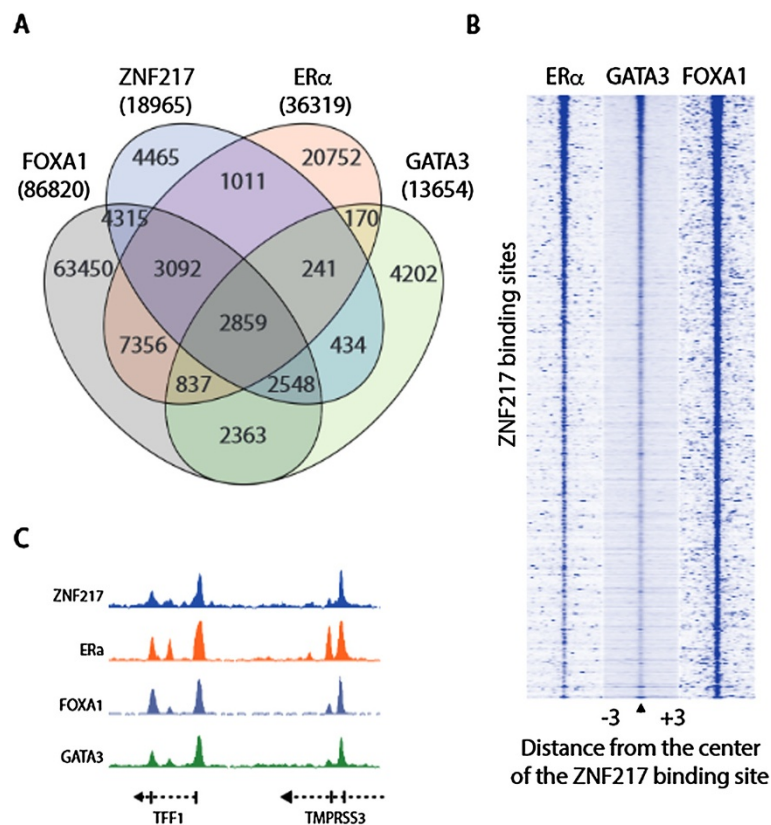 A
ZNF217
(18965)
ERα
(36319)
FOXA1
(86820)
GATA3
(13654)
4465
20752
1011
4315
170
63450
3092
241
4202
2859
7356
434
837
2548
2363
B
ERα GATA3 FOXA1
ZNF217 binding sites
-3 +3
Distance from the center
of the ZNF217 binding site
C
ZNF217
ERa
FOXA1
GATA3
TFF1 TMPRSS3